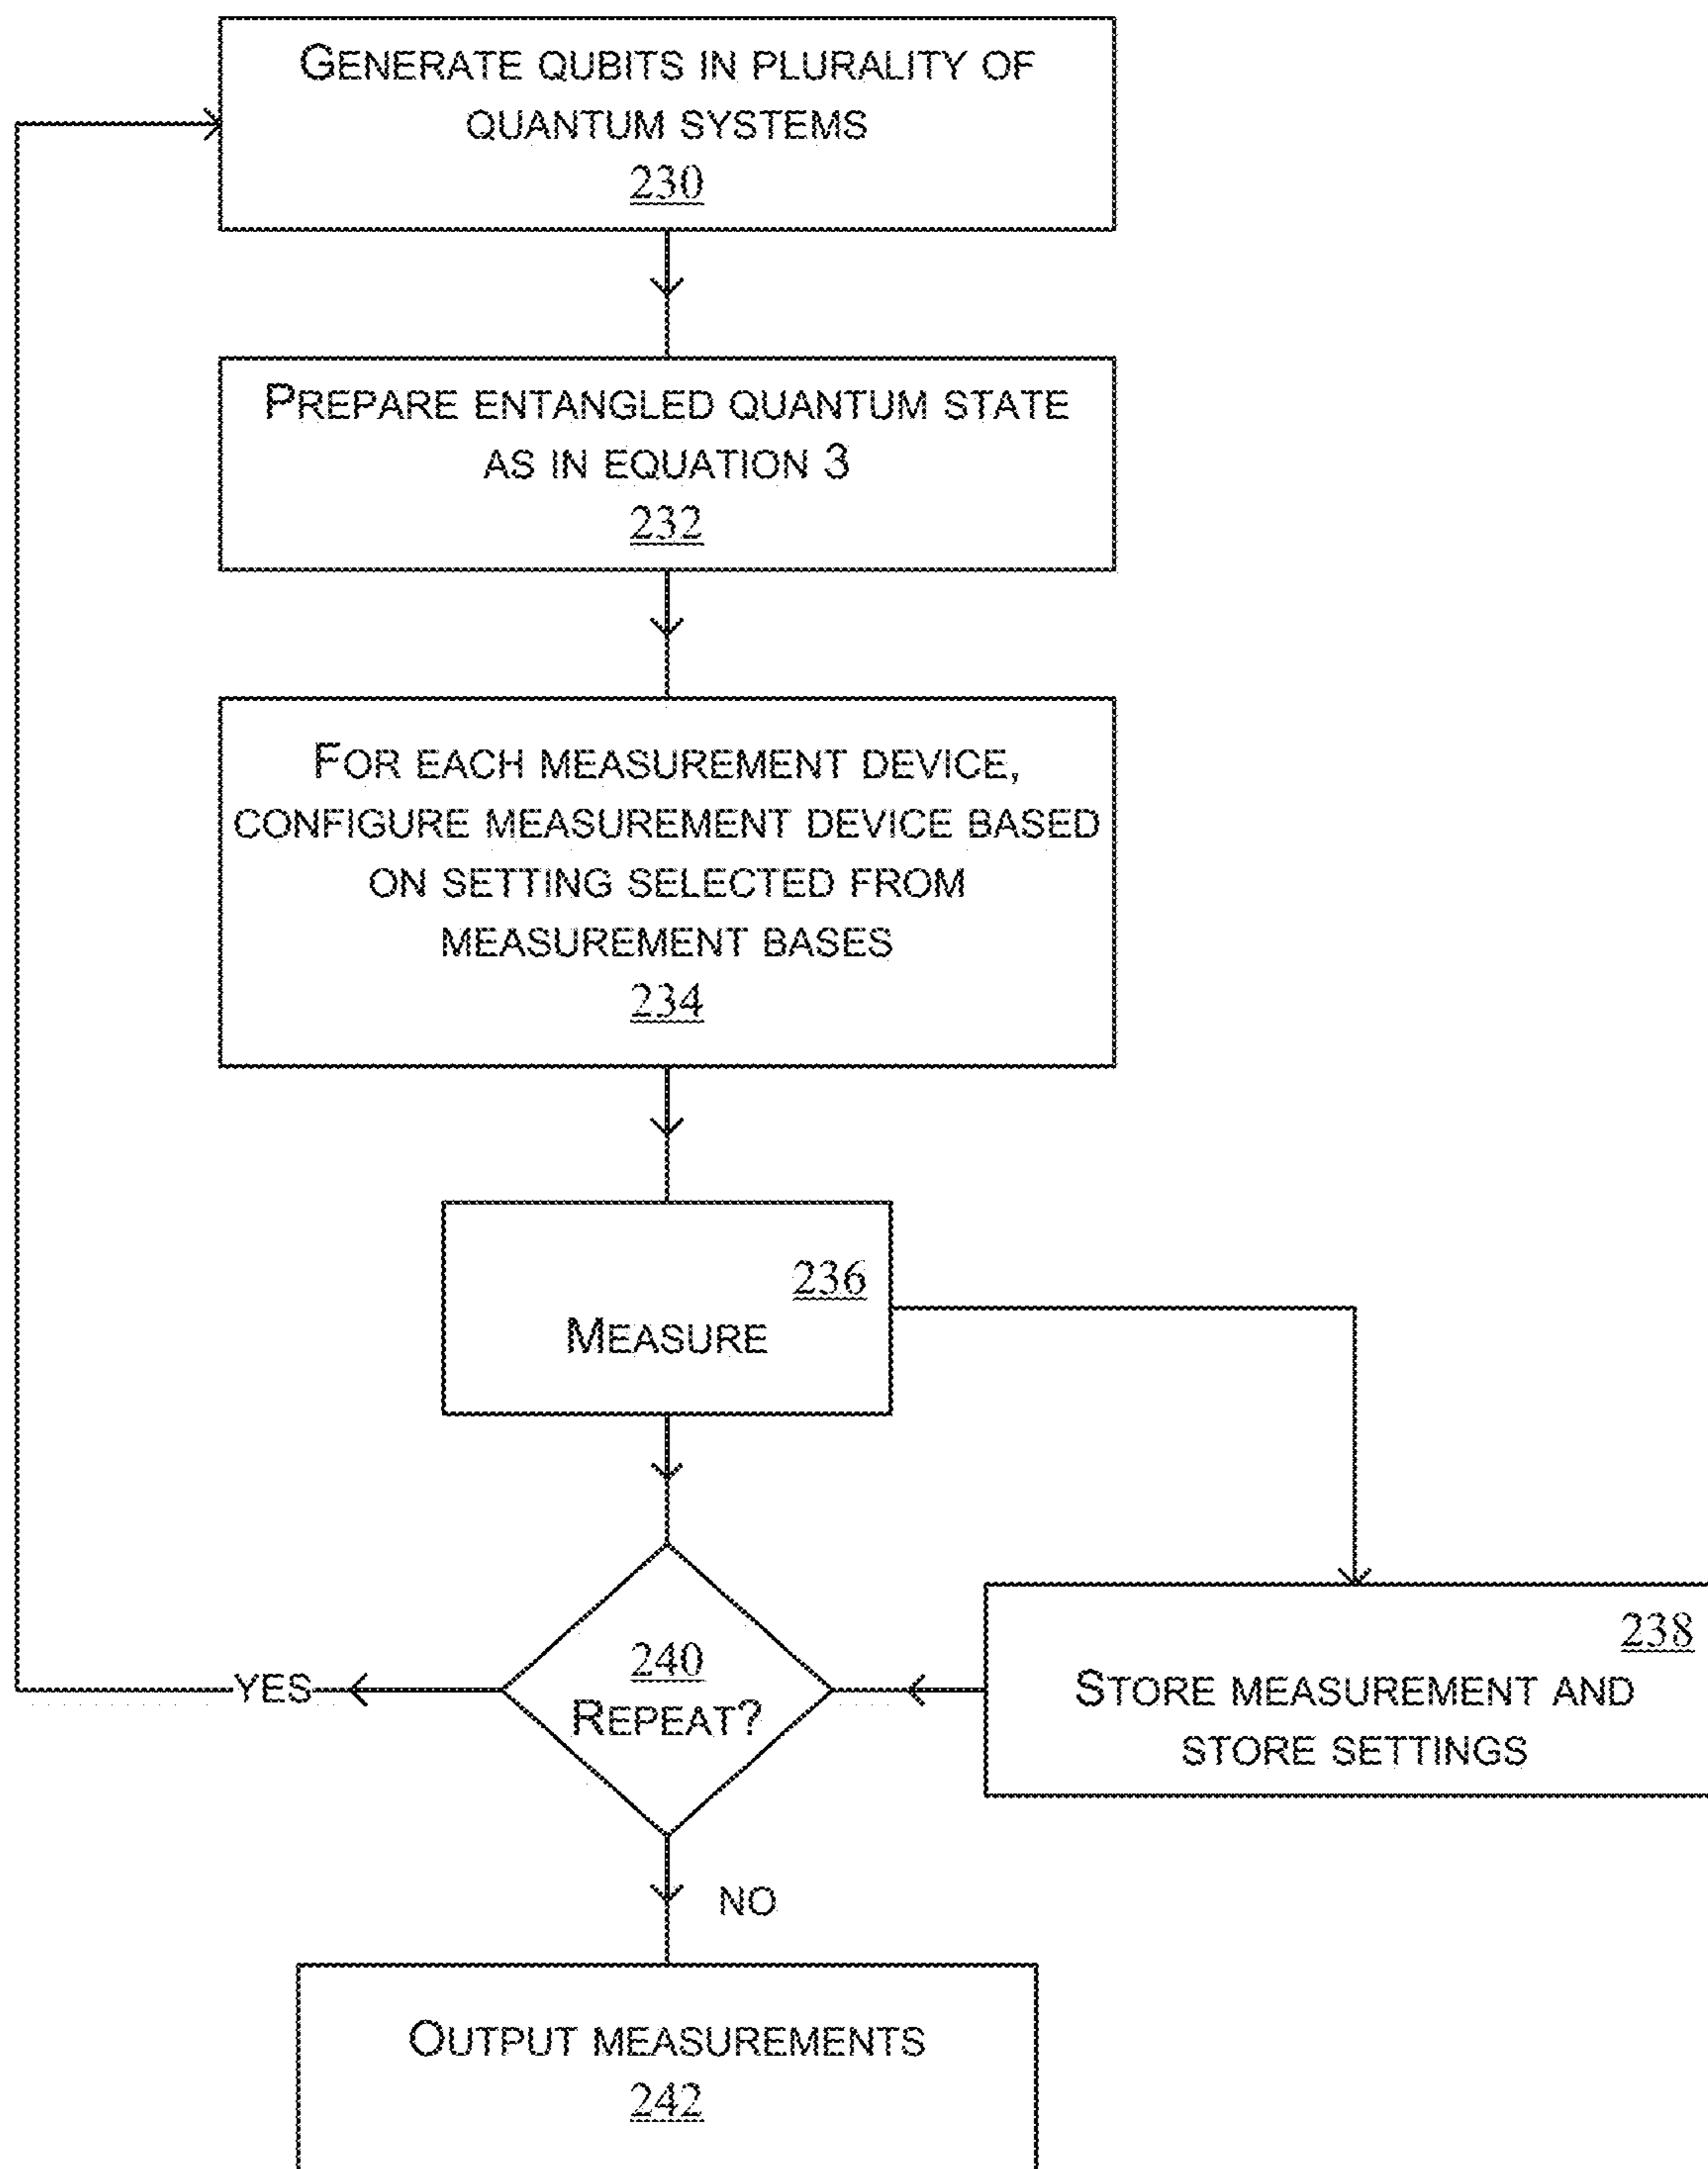 GENERATE QUBITS IN PLURALITY OF
QUANTUM SYSTEMS
230
PREPARE ENTANGLED QUANTUM STATE
AS IN EQUATION 3
232
FOR EACH MEASUREMENT DEVICE,
CONFIGURE MEASUREMENT DEVICE BASED
ON SETTING SELECTED FROM
MEASUREMENT BASES
234
236
MEASURE
238
STORE MEASUREMENT AND
STORE SETTINGS
240
REPEAT?
YES
NO
OUTPUT MEASUREMENTS
242